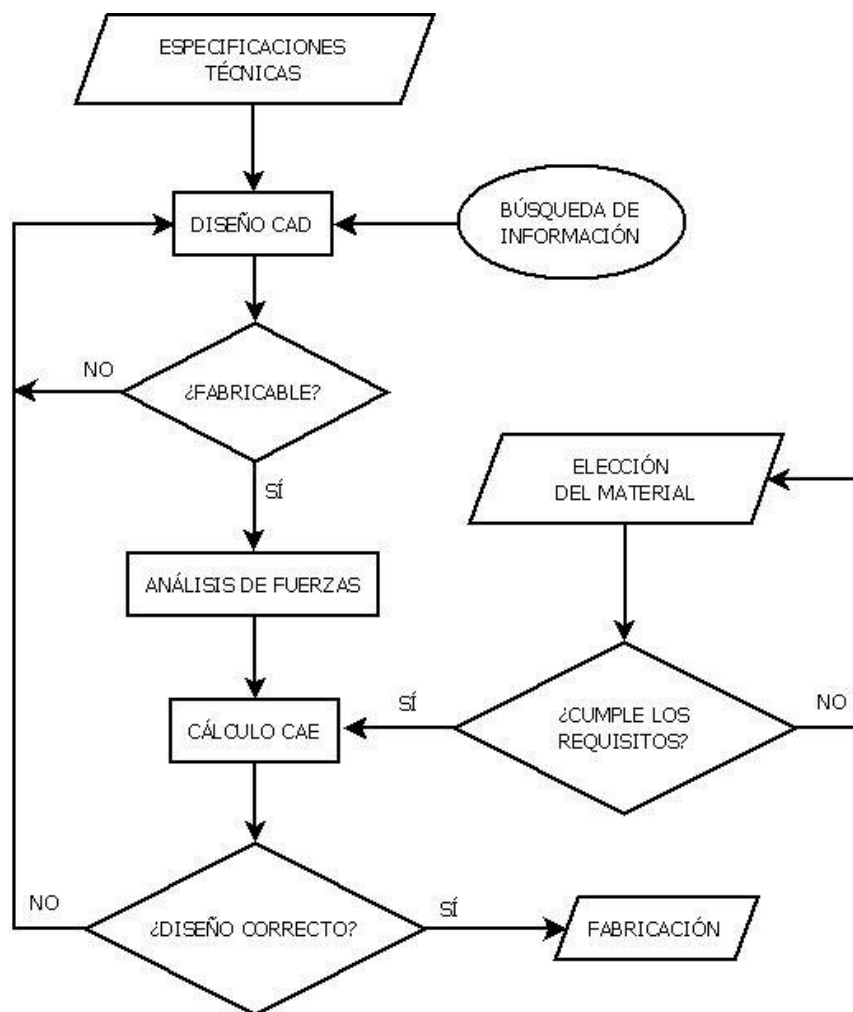 ESPECIFICACIONES
TÉCNICAS
DISEÑO CAD
BÚSQUEDA DE
INFORMACIÓN
NO
¿FABRICABLE?
SÍ
ELECCIÓN
DEL MATERIAL
ANÁLISIS DE FUERZAS
CÁLCULO CAE
SÍ
¿CUMPLE LOS
REQUISITOS?
NO
NO
¿DISEÑO CORRECTO?
SÍ
FABRICACIÓN